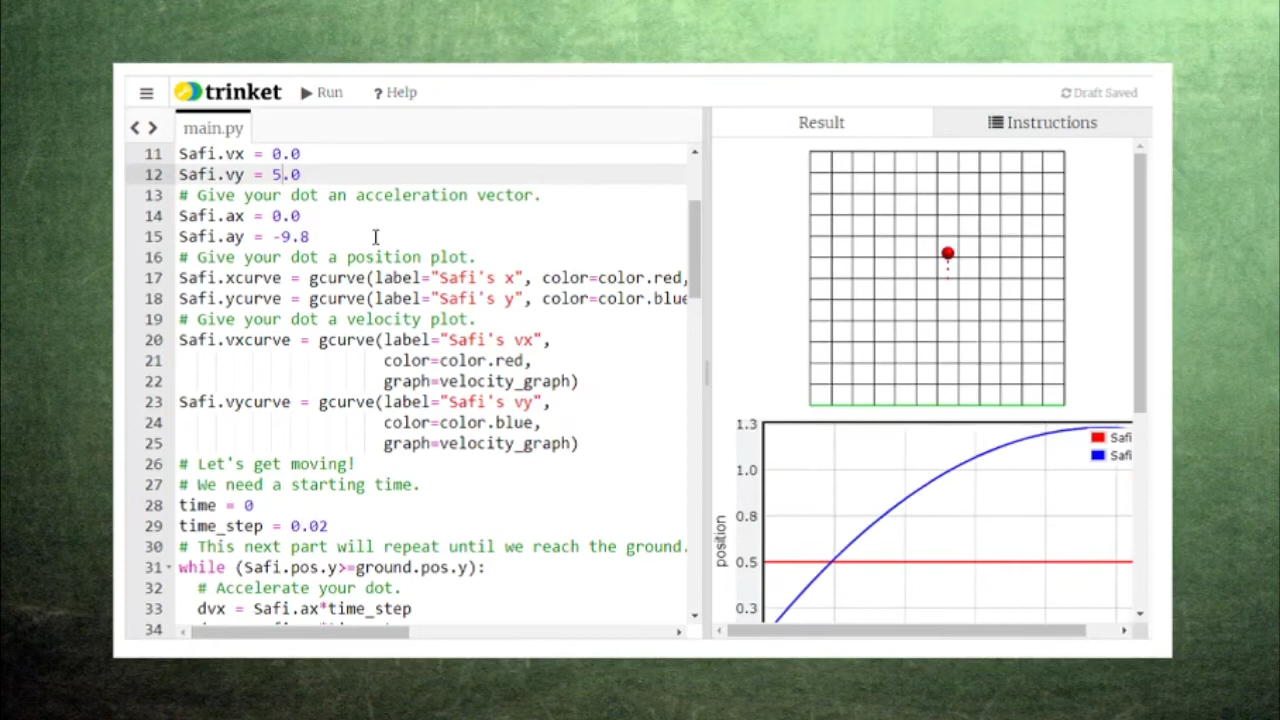 trinket
Run
? Help
Draft Saved
main.py
Result
Instructions
11 Safi.vx = 0.0
12 Safi.vy = 5.0
13 # Give your dot an acceleration vector.
14 Safi.ax = 0.0
15 Safi.ay = -9.8
16 # Give your dot a position plot.
17 Safi.xcurve = gcurve(label="Safi's x", color=color.red,
18 Safi.ycurve = gcurve(label="Safi's y", color=color.blue
19 # Give your dot a velocity plot.
20 Safi.vxcurve = gcurve(label="Safi's vx",
21 color=color.red,
22 graph=velocity_graph)
23 Safi.vycurve = gcurve(label="Safi's vy",
24 color=color.blue,
25 graph=velocity_graph)
26 # Let's get moving!
27 # We need a starting time.
28 time = 0
29 time_step = 0.02
30 # This next part will repeat until we reach the ground.
31 while (Safi.pos.y>=ground.pos.y):
32 # Accelerate your dot.
33 dvx = Safi.ax*time_step
34
1.3
1.0
0.8
0.5
0.3
position
Safi
Safi